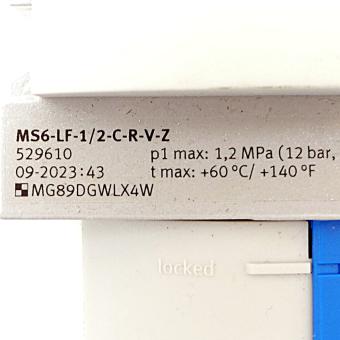 MS6-LF-1/2-C-R-V-Z
529610 p1 max: 1,2 MPa (12 bar,
09-2023:43 t max: +60 °C/ +140 °F
MG89DGWLX4W
locked